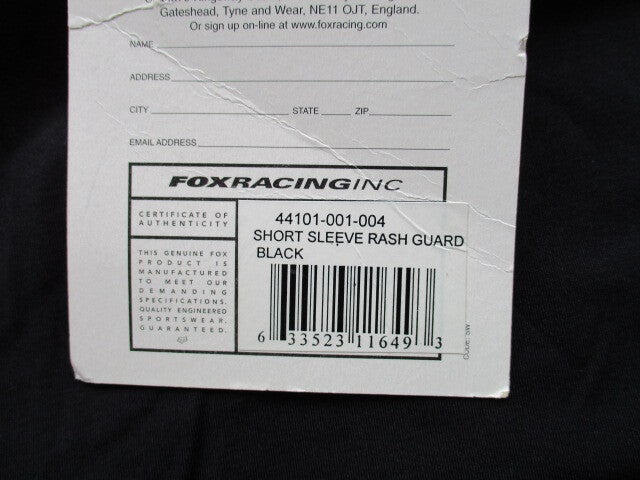 Gateshead, Tyne and Wear, NE11 OJT, England.
Or sign up on-line at www.foxracing.com
NAME
ADDRESS
CITY STATE ZIP
EMAIL ADDRESS
FOXRACINGINC
CERTIFICATE OF
AUTHENTICITY
THIS GENUINE FOX
PRODUCT IS
MANUFACTURED
TO MEET OUR
DEMANDING
SPECIFICATIONS.
QUALITY ENGINEERED
SPORTSWEAR.
GUARANTEED.
44101-001-004
SHORT SLEEVE RASH GUARD
BLACK
6 33523 11649 3